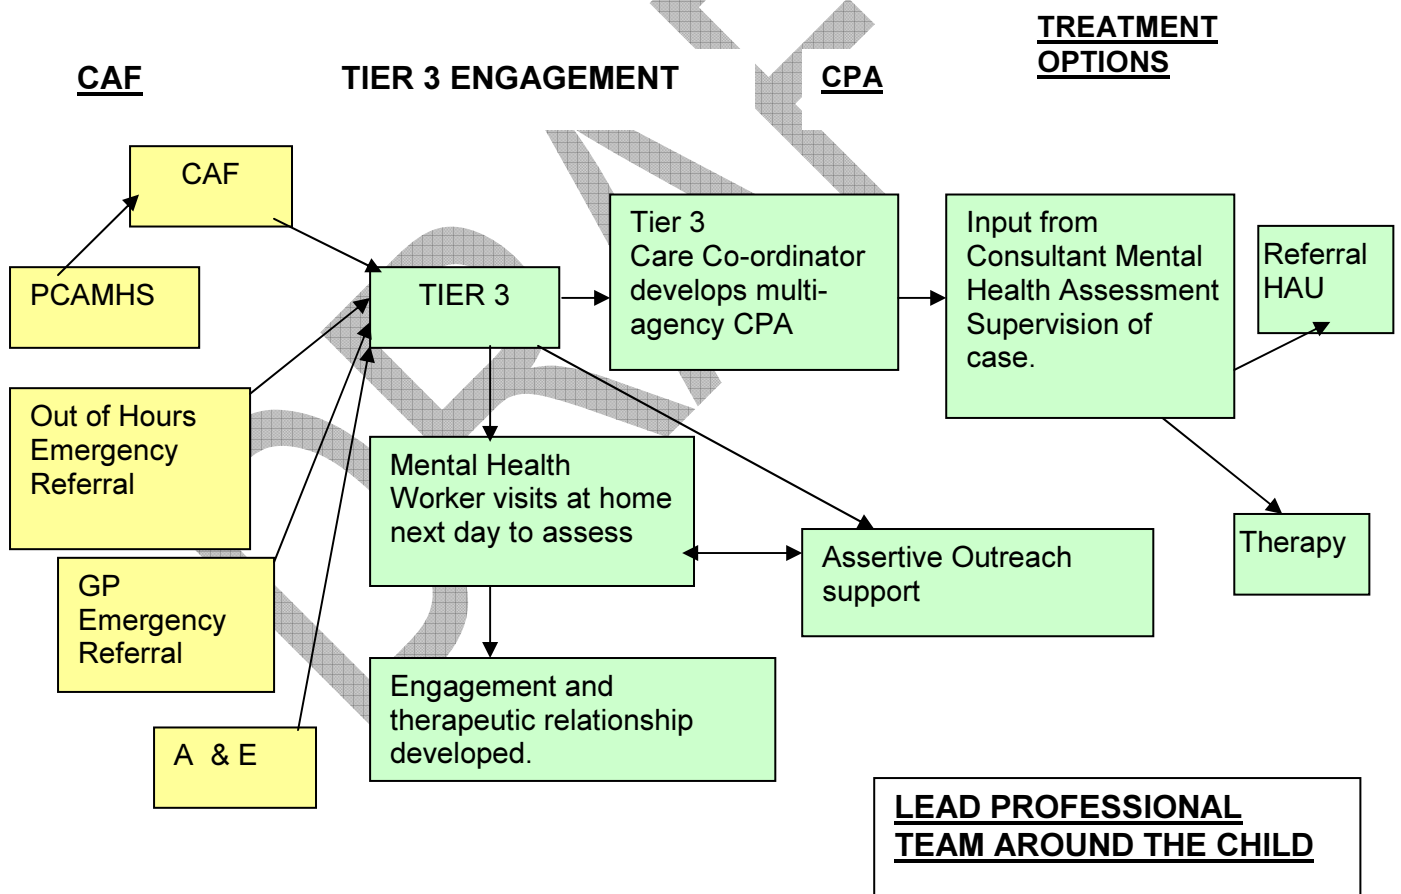 TREATMENT
OPTIONS
CAF
TIER 3 ENGAGEMENT
CPA
CAF
PCAMHS
TIER 3
Tier 3
Care Co-ordinator
develops multi-
agency CPA
Input from
Consultant Mental
Health Assessment
Supervision of
case.
Referral
HAU
Out of Hours
Emergency
Referral
Mental Health
Worker visits at home
next day to assess
Assertive Outreach
support
Therapy
GP
Emergency
Referral
Engagement and
therapeutic relationship
developed.
A & E
LEAD PROFESSIONAL
TEAM AROUND THE CHILD
DRAFT